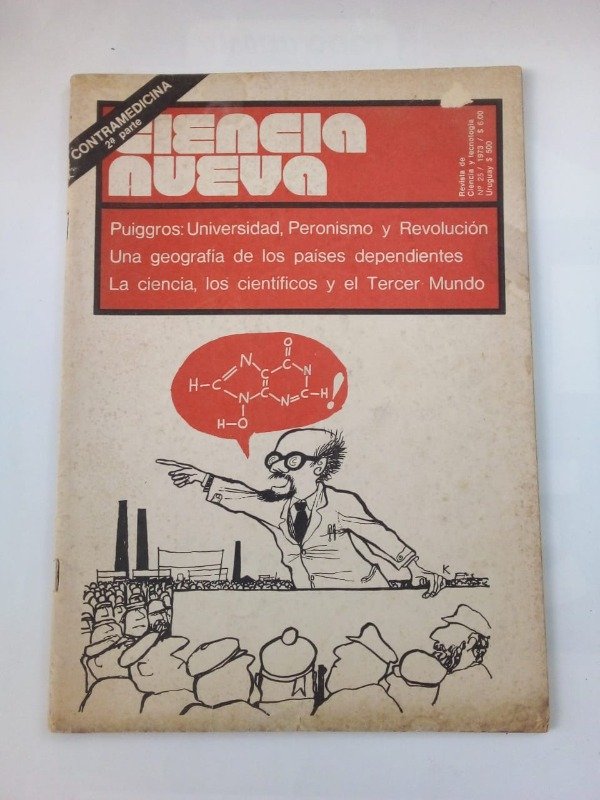 CONTRAMEDICINA
2ª parte
CIENCIA
NUEVA
Revista de
Ciencia y tecnología
Nº 25 / 1973 / $ 6.00
Uruguay $ 500
Puiggros: Universidad, Peronismo y Revolución
Una geografía de los países dependientes
La ciencia, los científicos y el Tercer Mundo
O
N C N
H-C C
N C N=C-H!
H-O
K